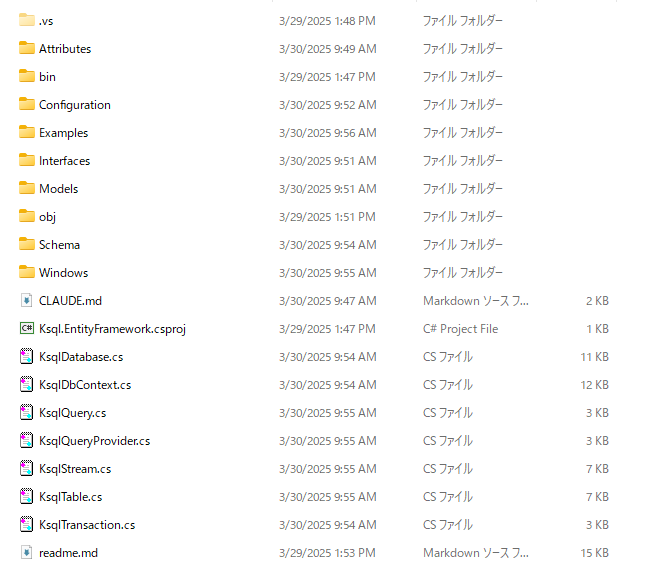 .vs 3/29/2025 1:48 PM ファイル フォルダー
Attributes 3/30/2025 9:49 AM ファイル フォルダー
bin 3/29/2025 1:47 PM ファイル フォルダー
Configuration 3/30/2025 9:52 AM ファイル フォルダー
Examples 3/30/2025 9:56 AM ファイル フォルダー
Interfaces 3/30/2025 9:51 AM ファイル フォルダー
Models 3/30/2025 9:51 AM ファイル フォルダー
obj 3/29/2025 1:51 PM ファイル フォルダー
Schema 3/30/2025 9:54 AM ファイル フォルダー
Windows 3/30/2025 9:55 AM ファイル フォルダー
CLAUDE.md 3/30/2025 9:47 AM Markdown ソース フ... 2 KB
C# Ksql.EntityFramework.csproj 3/29/2025 1:47 PM C# Project File 1 KB
KsqlDatabase.cs 3/30/2025 9:54 AM CS ファイル 11 KB
KsqlDbContext.cs 3/30/2025 9:54 AM CS ファイル 12 KB
KsqlQuery.cs 3/30/2025 9:55 AM CS ファイル 3 KB
KsqlQueryProvider.cs 3/30/2025 9:55 AM CS ファイル 3 KB
KsqlStream.cs 3/30/2025 9:55 AM CS ファイル 7 KB
KsqlTable.cs 3/30/2025 9:55 AM CS ファイル 7 KB
KsqlTransaction.cs 3/30/2025 9:54 AM CS ファイル 3 KB
readme.md 3/29/2025 1:53 PM Markdown ソース フ... 15 KB